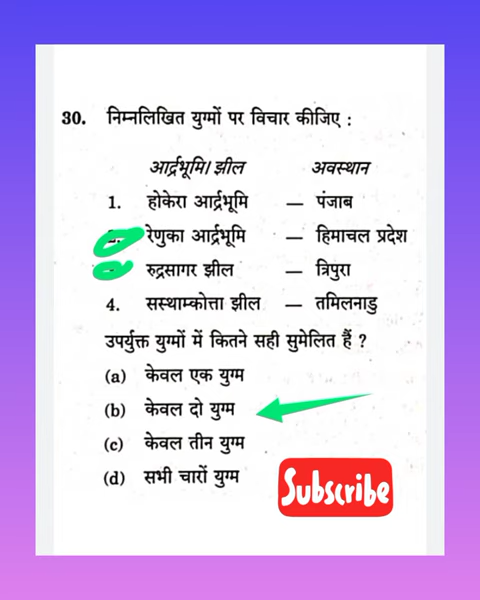 30. निम्नलिखित युग्मों पर विचार कीजिए :
आर्द्रभूमि/झील अवस्थान
1. होकेरा आर्द्रभूमि — पंजाब
रेणुका आर्द्रभूमि — हिमाचल प्रदेश
रुद्रसागर झील — त्रिपुरा
4. सस्थाम्कोत्ता झील — तमिलनाडु
उपर्युक्त युग्मों में कितने सही सुमेलित हैं ?
(a) केवल एक युग्म
(b) केवल दो युग्म
(c) केवल तीन युग्म
(d) सभी चारों युग्म
Subscribe